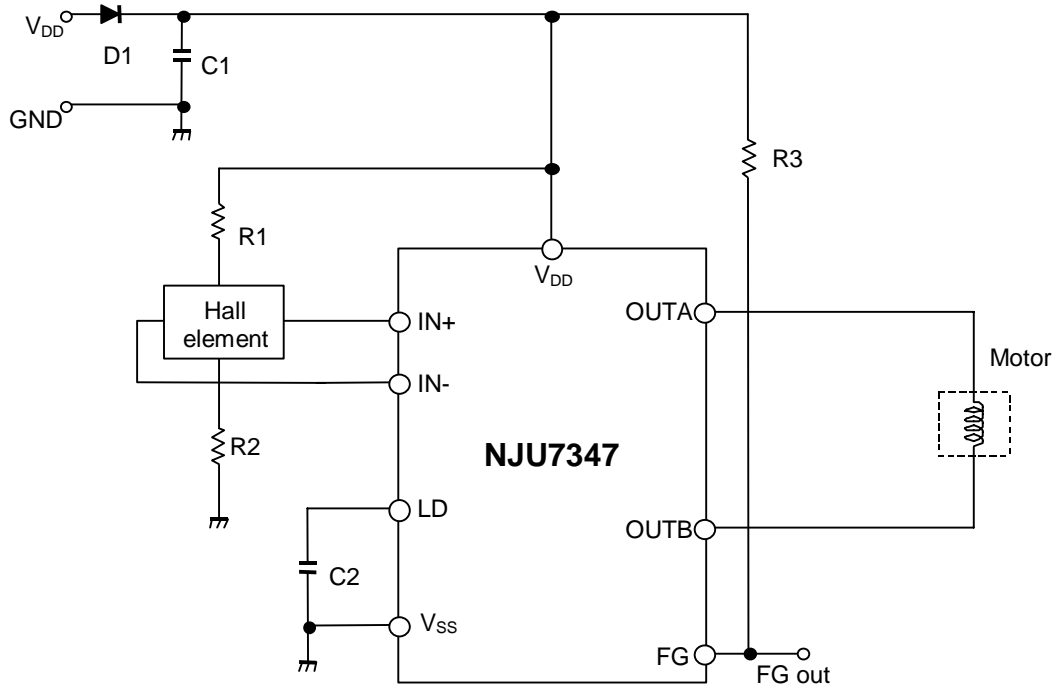 VDD
D1
C1
GND
R3
R1
VDD
Hall
element
IN+
OUTA
Motor
IN-
R2
NJU7347
LD
OUTB
C2
VSS
FG
FG out